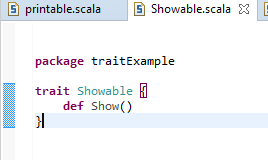 printable.scala
Showable.scala
package traitExample
trait Showable {
def Show()
}